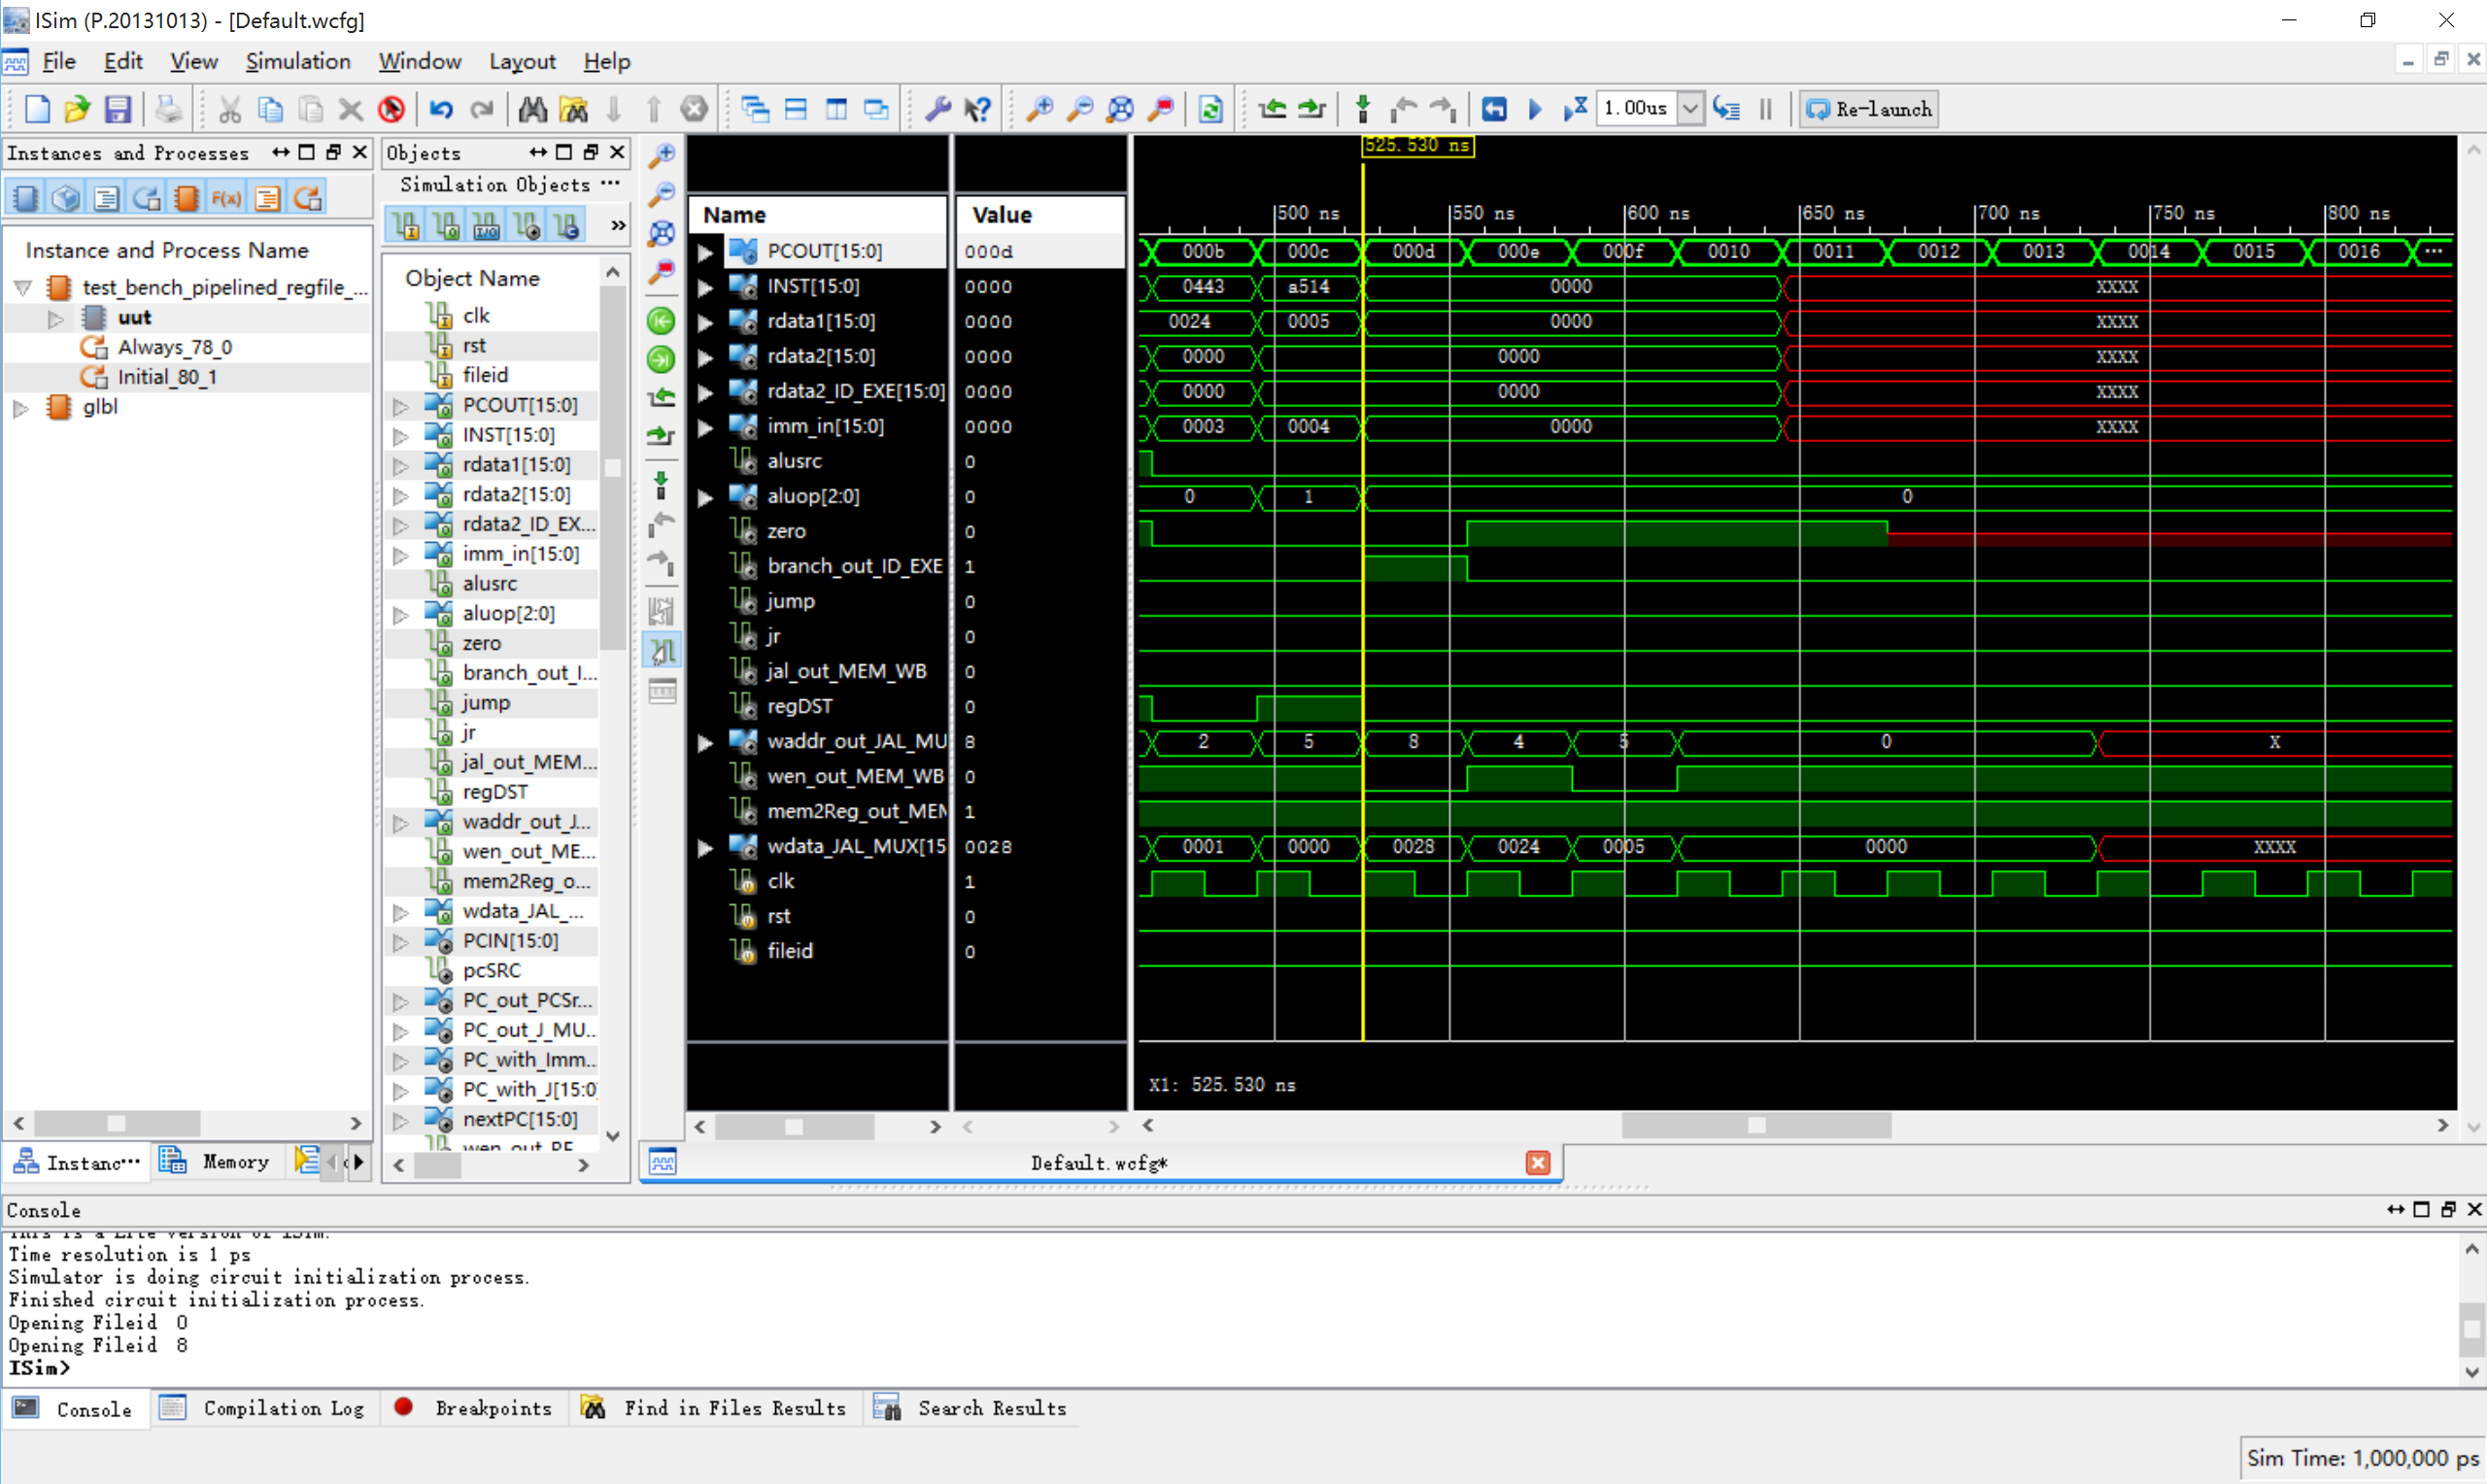 ISim (P.20131013) - [Default.wcfg]
File Edit View Simulation Window Layout Help
1.00us Re-launch
Instances and Processes
Instance and Process Name
test_bench_pipelined_regfile_...
uut
Always_78_0
Initial_80_1
glbl
Instanc...
Memory
Objects
Simulation Objects ...
F(x)
»
Object Name
clk
rst
fileid
PCOUT[15:0]
INST[15:0]
rdata1[15:0]
rdata2[15:0]
rdata2_ID_EX...
imm_in[15:0]
alusrc
aluop[2:0]
zero
branch_out_I...
jump
jr
jal_out_MEM...
regDST
waddr_out_J...
wen_out_ME...
mem2Reg_o...
wdata_JAL_...
PCIN[15:0]
pcSRC
PC_out_PCSr...
PC_out_J_MU...
PC_with_Imm...
PC_with_J[15:0]
nextPC[15:0]
wen_out_RF
525.530 ns
500 ns 550 ns 600 ns 650 ns 700 ns 750 ns 800 ns
Name Value
PCOUT[15:0] 000d 000b 000c 000d 000e 000f 0010 0011 0012 0013 0014 0015 0016 ...
INST[15:0] 0000 0443 a514 0000 XXXX
rdata1[15:0] 0000 0024 0005 0000 XXXX
rdata2[15:0] 0000 0000 0000 XXXX
rdata2_ID_EXE[15:0] 0000 0000 0000 XXXX
imm_in[15:0] 0000 0003 0004 0000 XXXX
alusrc 0
aluop[2:0] 0 0 1 0
zero 0
branch_out_ID_EXE 1
jump 0
jr 0
jal_out_MEM_WB 0
regDST 0
waddr_out_JAL_MU 8 2 5 8 4 5 0 X
wen_out_MEM_WB 0
mem2Reg_out_MEM 1
wdata_JAL_MUX[15 0028 0001 0000 0028 0024 0005 0000 XXXX
clk 1
rst 0
fileid 0
X1: 525.530 ns
Default.wcfg*
Console
This is a Lite version of ISim.
Time resolution is 1 ps
Simulator is doing circuit initialization process.
Finished circuit initialization process.
Opening Fileid 0
Opening Fileid 8
ISim>
Console Compilation Log Breakpoints Find in Files Results Search Results
Sim Time: 1,000,000 ps